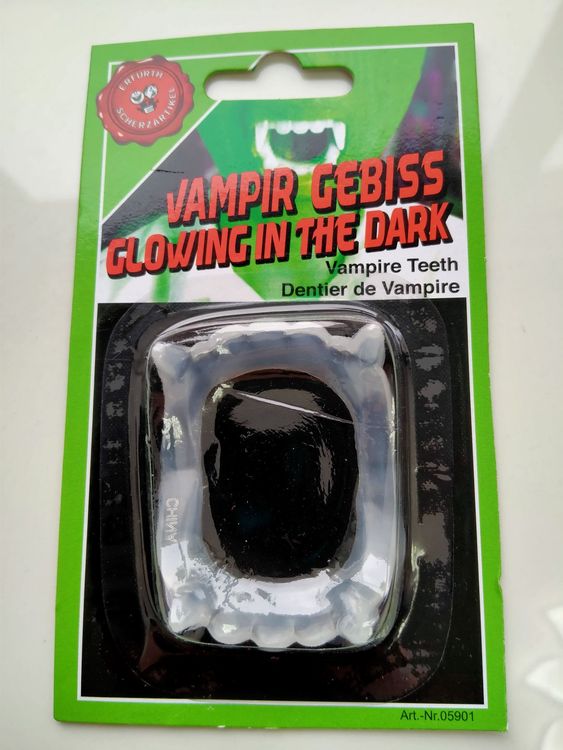 ERFURTH
SCHERZARTIKEL
VAMPIR GEBISS
GLOWING IN THE DARK
Vampire Teeth
Dentier de Vampire
CHINA
Art.-Nr.05901